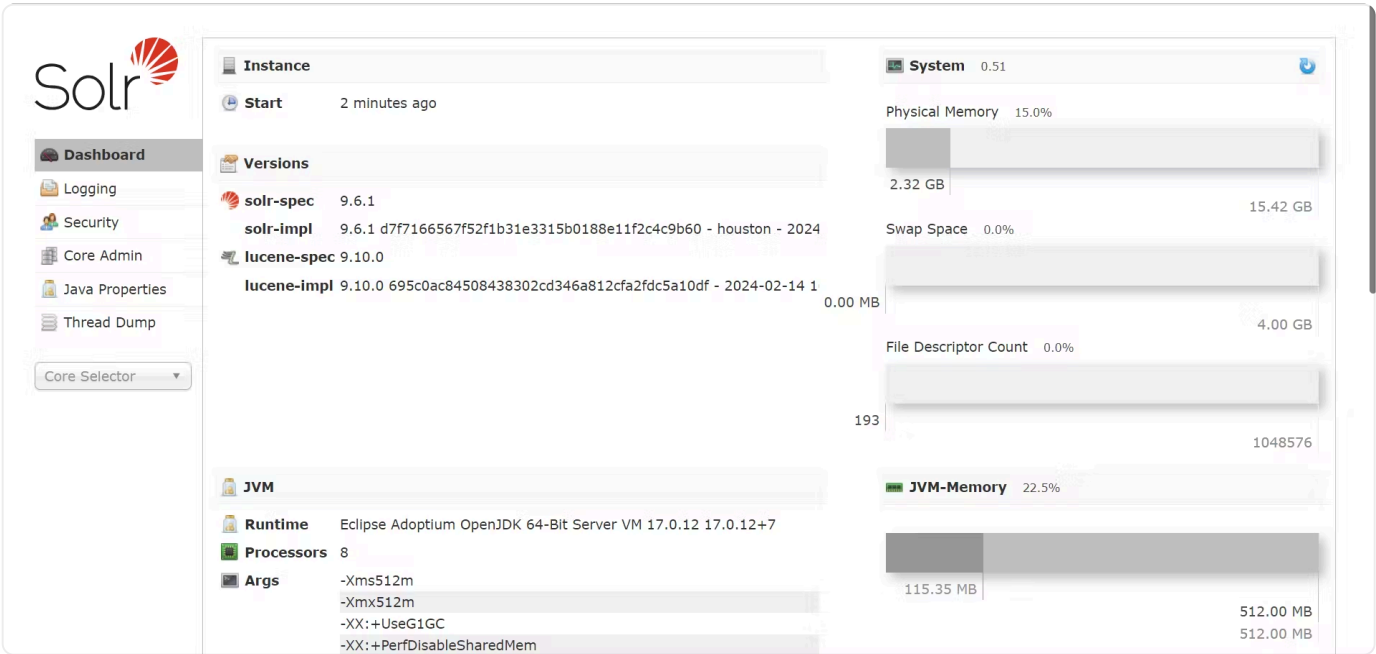 Solr
Dashboard
Logging
Security
Core Admin
Java Properties
Thread Dump
Core Selector
Instance
Start 2 minutes ago
Versions
solr-spec 9.6.1
solr-impl 9.6.1 d7f7166567f52f1b31e3315b0188e11f2c4c9b60 - houston - 2024
lucene-spec 9.10.0
lucene-impl 9.10.0 695c0ac84508438302cd346a812cfa2fdc5a10df - 2024-02-14 1
JVM
Runtime Eclipse Adoptium OpenJDK 64-Bit Server VM 17.0.12 17.0.12+7
Processors 8
Args -Xms512m
-Xmx512m
-XX:+UseG1GC
-XX:+PerfDisableSharedMem
System 0.51
Physical Memory 15.0%
2.32 GB
15.42 GB
Swap Space 0.0%
0.00 MB
4.00 GB
File Descriptor Count 0.0%
193
1048576
JVM-Memory 22.5%
115.35 MB
512.00 MB
512.00 MB